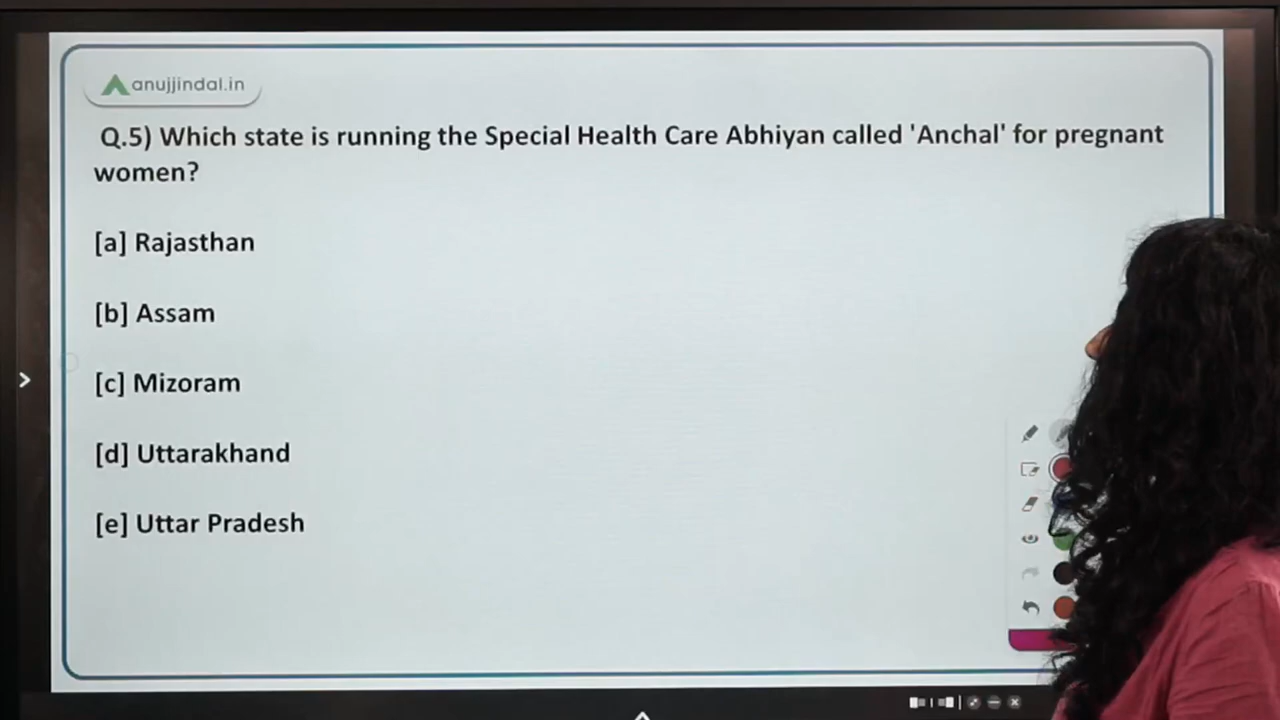 anujjindal.in
Q.5) Which state is running the Special Health Care Abhiyan called 'Anchal' for pregnant
women?
[a] Rajasthan
[b] Assam
[c] Mizoram
[d] Uttarakhand
[e] Uttar Pradesh